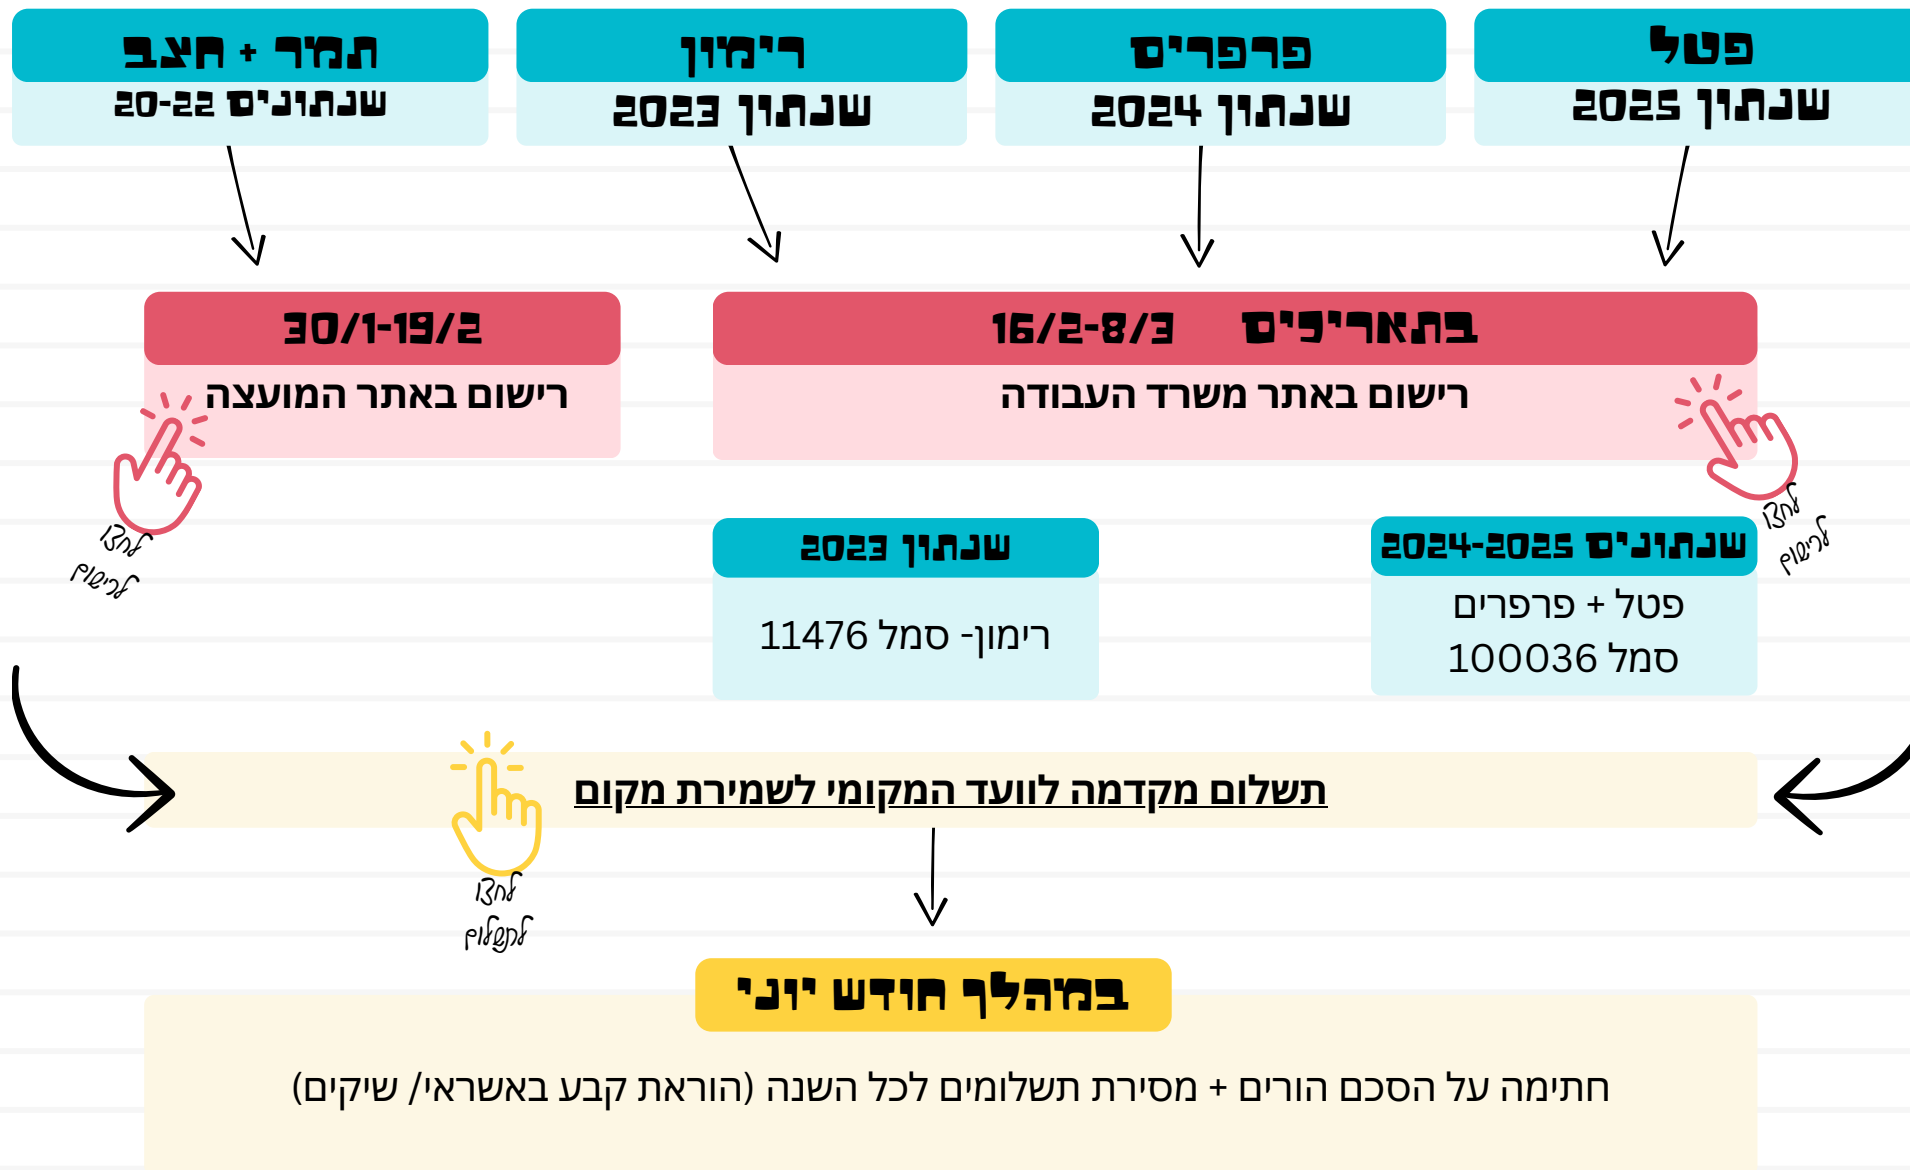 פטל
שנתון 2025
פרפרים
שנתון 2024
רימון
שנתון 2023
תמר + חצב
שנתונים 20-22
בתאריכים 16/2-8/3
רישום באתר משרד העבודה
30/1-19/2
רישום באתר המועצה
לחצו
לרישום
לחצו
לרישום
שנתונים 2024-2025
פטל + פרפרים
סמל 100036
שנתון 2023
רימון- סמל 11476
תשלום מקדמה לוועד המקומי לשמירת מקום
לחצו
לתשלום
במהלך חודש יוני
חתימה על הסכם הורים + מסירת תשלומים לכל השנה (הוראת קבע באשראי/ שיקים)